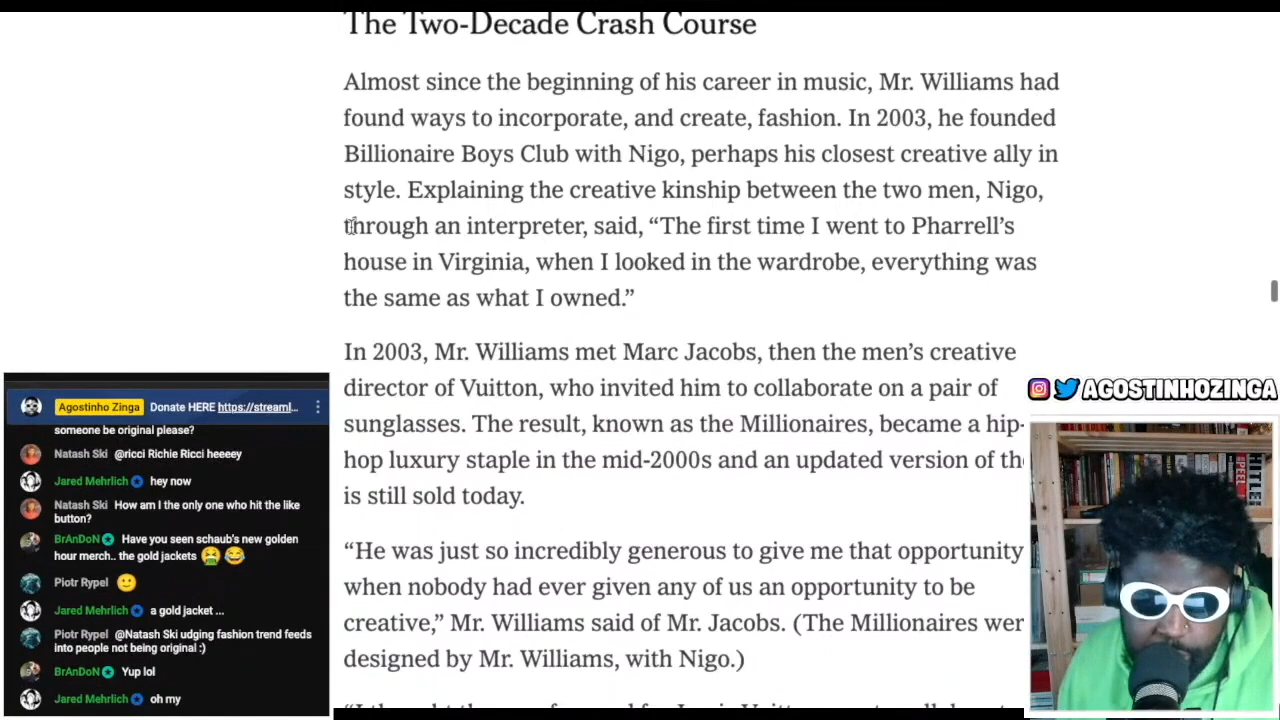 The Two-Decade Crash Course
Almost since the beginning of his career in music, Mr. Williams had
found ways to incorporate, and create, fashion. In 2003, he founded
Billionaire Boys Club with Nigo, perhaps his closest creative ally in
style. Explaining the creative kinship between the two men, Nigo,
through an interpreter, said, “The first time I went to Pharrell’s
house in Virginia, when I looked in the wardrobe, everything was
the same as what I owned.”
In 2003, Mr. Williams met Marc Jacobs, then the men’s creative
director of Vuitton, who invited him to collaborate on a pair of
sunglasses. The result, known as the Millionaires, became a hip-
hop luxury staple in the mid-2000s and an updated version of th
is still sold today.
“He was just so incredibly generous to give me that opportunity
when nobody had ever given any of us an opportunity to be
creative,” Mr. Williams said of Mr. Jacobs. (The Millionaires wer
designed by Mr. Williams, with Nigo.)
Agostinho Zinga Donate HERE https://streaml...
someone be original please?
Natash Ski @ricci Richie Ricci heeeey
Jared Mehrlich hey now
Natash Ski How am I the only one who hit the like
button?
BrAnDoN Have you seen schaub's new golden
hour merch.. the gold jackets 🤮😂
Piotr Rypel 🙂
Jared Mehrlich a gold jacket ...
Piotr Rypel @Natash Ski udging fashion trend feeds
into people not being original :)
BrAnDoN Yup lol
Jared Mehrlich oh my
AGOSTINHOZINGA
SPIEGEL
HITLER